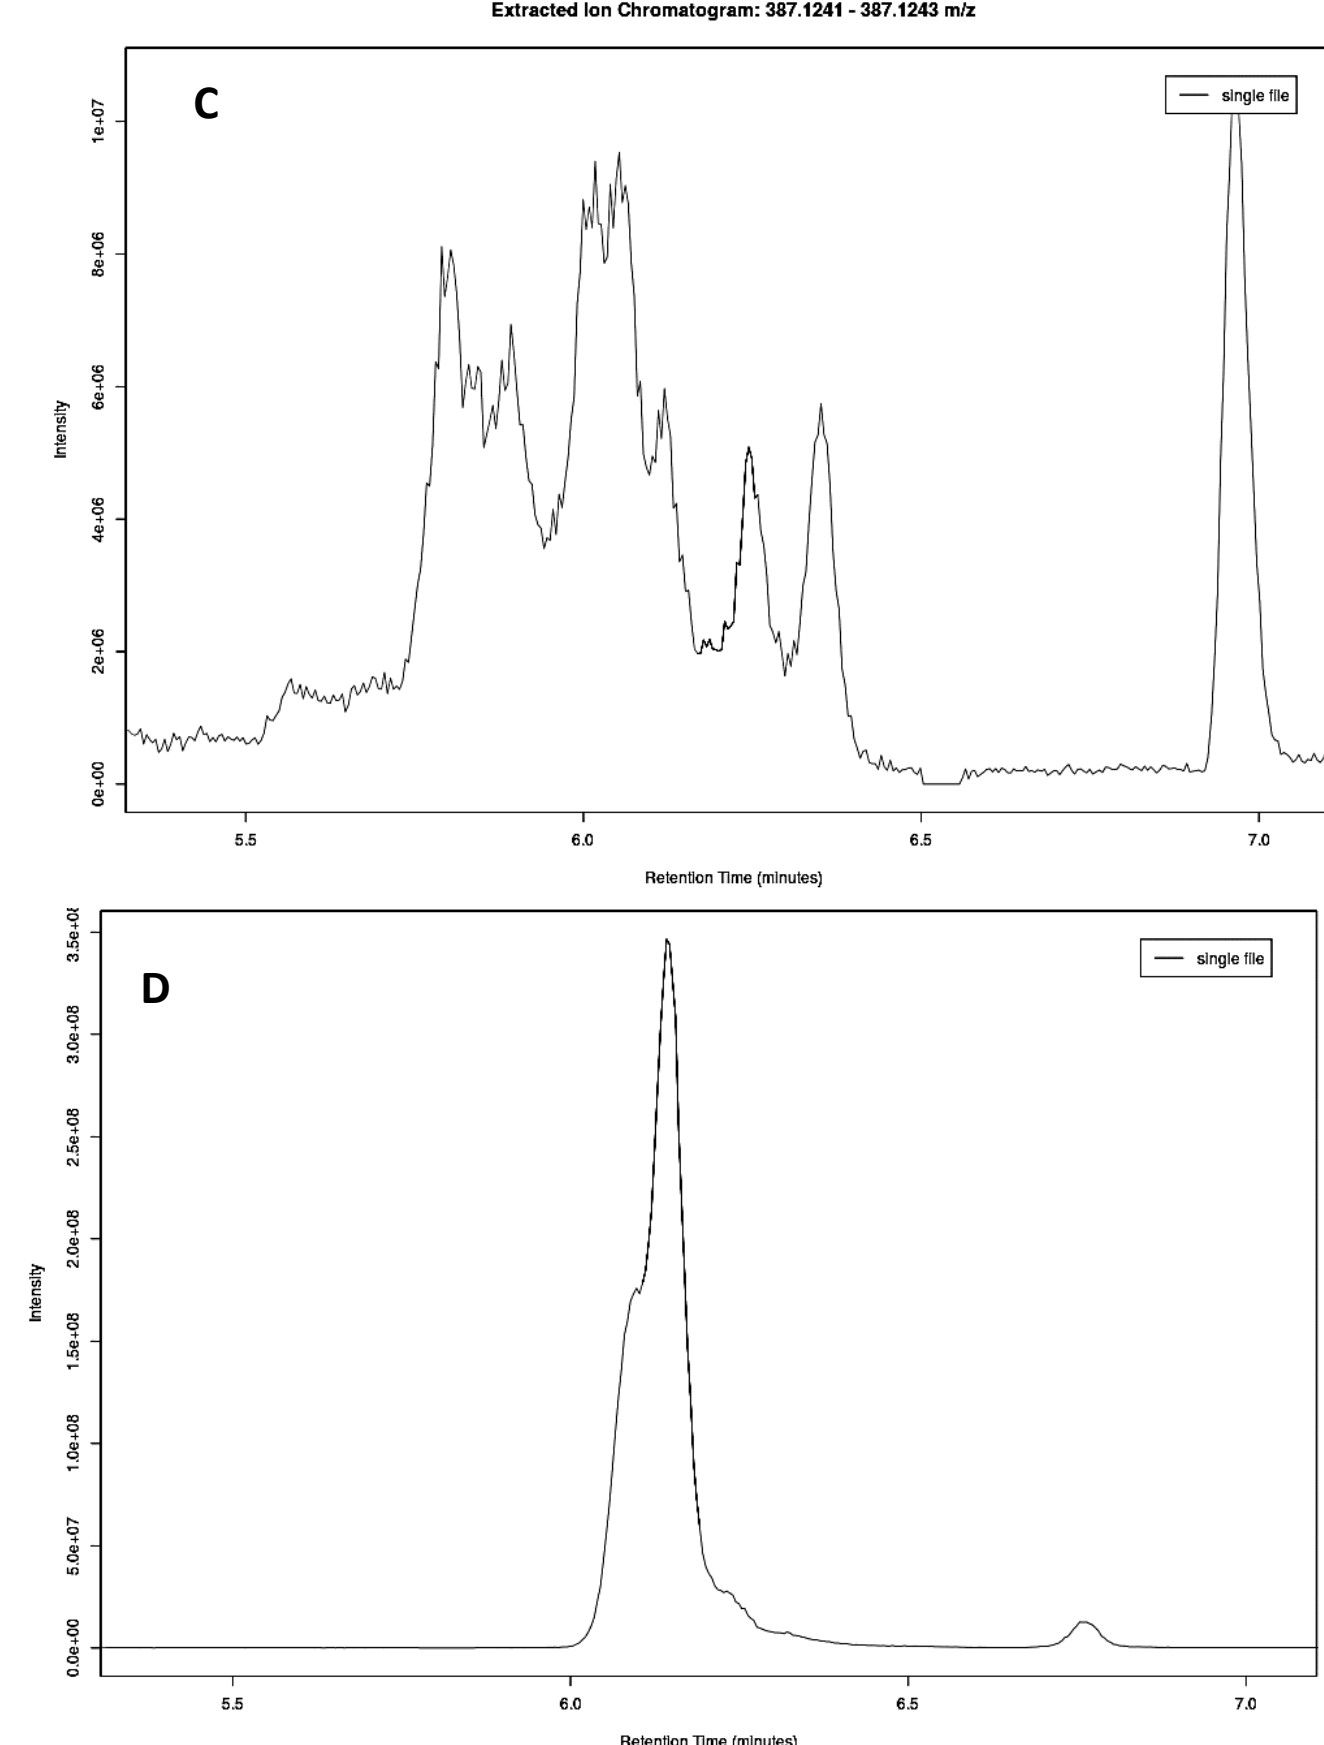 Extracted Ion Chromatogram: 387.1241 - 387.1243 m/z
C
single file
1e+07
8e+06
6e+06
4e+06
2e+06
0e+00
Intensity
5.5 6.0 6.5 7.0
Retention Time (minutes)
D
single file
3.5e+08
3.0e+08
2.5e+08
2.0e+08
1.5e+08
1.0e+08
5.0e+07
0.0e+00
Intensity
5.5 6.0 6.5 7.0
Retention Time (minutes)